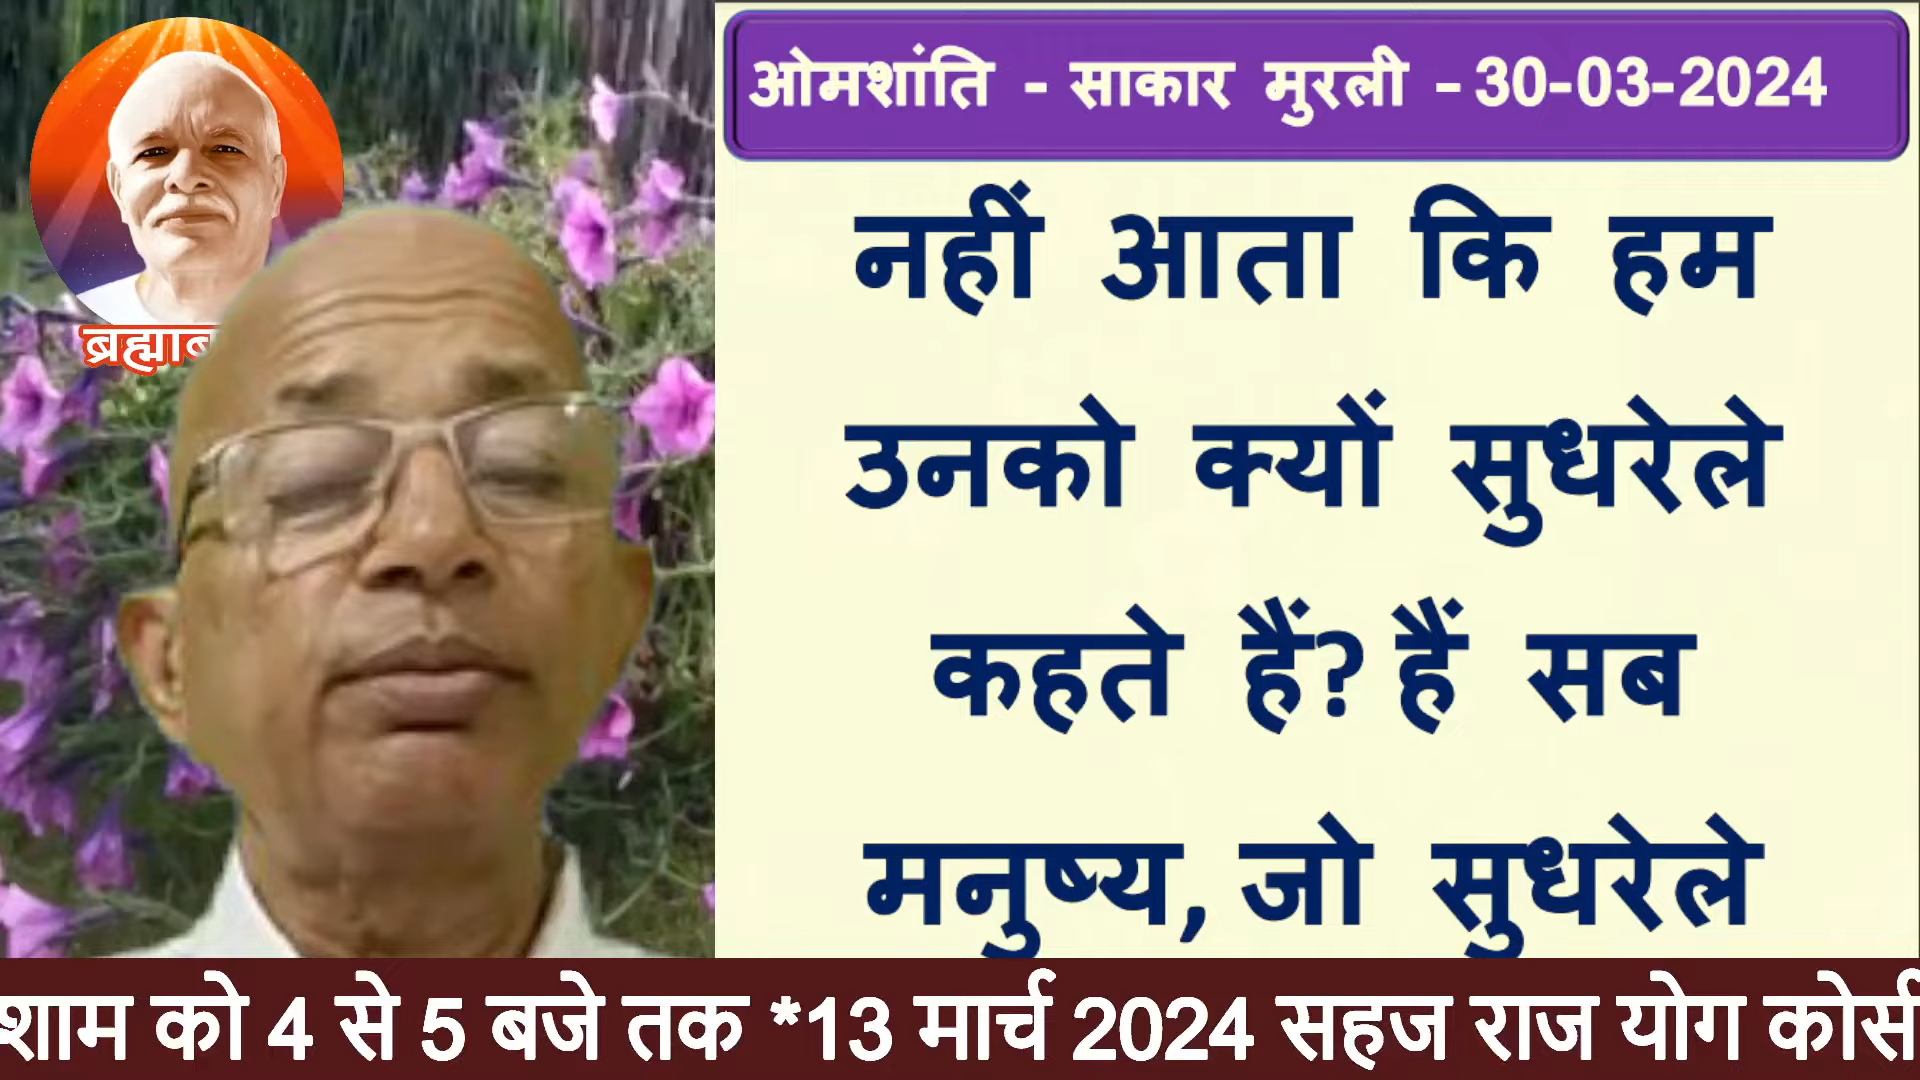 ओमशांति - साकार मुरली - 30-03-2024
नहीं आता कि हम
उनको क्यों सुधरेले
कहते हैं? हैं सब
मनुष्य, जो सुधरेले
शाम को 4 से 5 बजे तक *13 मार्च 2024 सहज राज योग कोर्स